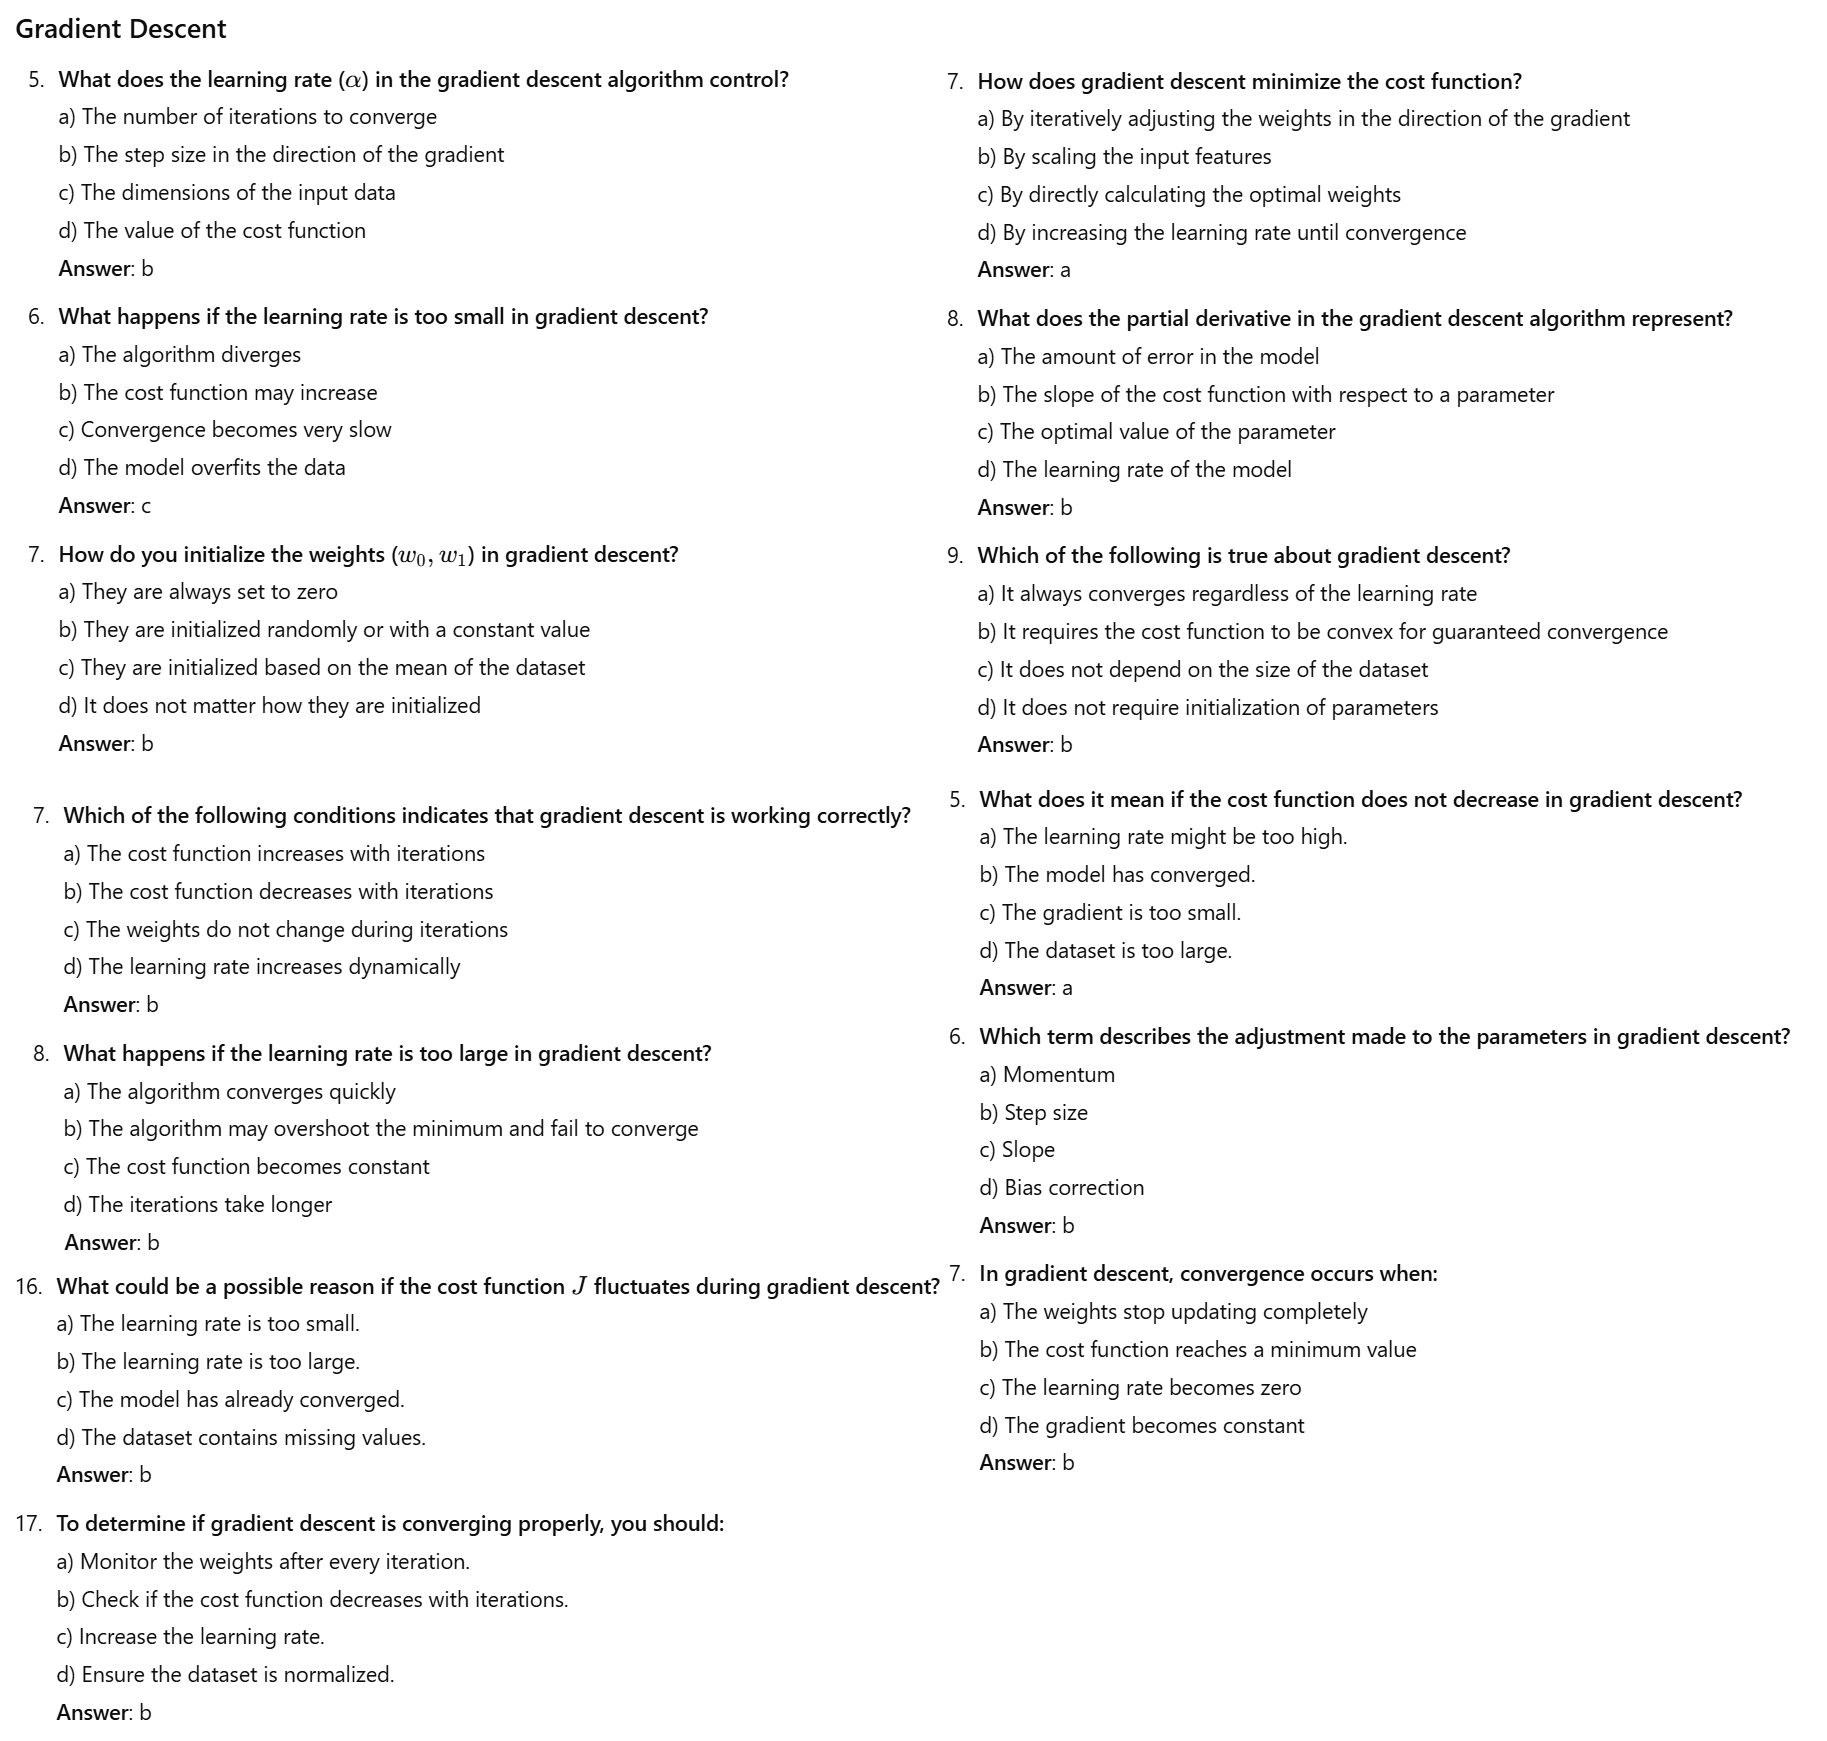 Gradient Descent
5. What does the learning rate (α) in the gradient descent algorithm control?
a) The number of iterations to converge
b) The step size in the direction of the gradient
c) The dimensions of the input data
d) The value of the cost function
Answer: b
6. What happens if the learning rate is too small in gradient descent?
a) The algorithm diverges
b) The cost function may increase
c) Convergence becomes very slow
d) The model overfits the data
Answer: c
7. How do you initialize the weights (w₀, w₁) in gradient descent?
a) They are always set to zero
b) They are initialized randomly or with a constant value
c) They are initialized based on the mean of the dataset
d) It does not matter how they are initialized
Answer: b
7. Which of the following conditions indicates that gradient descent is working correctly?
a) The cost function increases with iterations
b) The cost function decreases with iterations
c) The weights do not change during iterations
d) The learning rate increases dynamically
Answer: b
8. What happens if the learning rate is too large in gradient descent?
a) The algorithm converges quickly
b) The algorithm may overshoot the minimum and fail to converge
c) The cost function becomes constant
d) The iterations take longer
Answer: b
16. What could be a possible reason if the cost function J fluctuates during gradient descent?
a) The learning rate is too small.
b) The learning rate is too large.
c) The model has already converged.
d) The dataset contains missing values.
Answer: b
17. To determine if gradient descent is converging properly, you should:
a) Monitor the weights after every iteration.
b) Check if the cost function decreases with iterations.
c) Increase the learning rate.
d) Ensure the dataset is normalized.
Answer: b
7. How does gradient descent minimize the cost function?
a) By iteratively adjusting the weights in the direction of the gradient
b) By scaling the input features
c) By directly calculating the optimal weights
d) By increasing the learning rate until convergence
Answer: a
8. What does the partial derivative in the gradient descent algorithm represent?
a) The amount of error in the model
b) The slope of the cost function with respect to a parameter
c) The optimal value of the parameter
d) The learning rate of the model
Answer: b
9. Which of the following is true about gradient descent?
a) It always converges regardless of the learning rate
b) It requires the cost function to be convex for guaranteed convergence
c) It does not depend on the size of the dataset
d) It does not require initialization of parameters
Answer: b
5. What does it mean if the cost function does not decrease in gradient descent?
a) The learning rate might be too high.
b) The model has converged.
c) The gradient is too small.
d) The dataset is too large.
Answer: a
6. Which term describes the adjustment made to the parameters in gradient descent?
a) Momentum
b) Step size
c) Slope
d) Bias correction
Answer: b
7. In gradient descent, convergence occurs when:
a) The weights stop updating completely
b) The cost function reaches a minimum value
c) The learning rate becomes zero
d) The gradient becomes constant
Answer: b